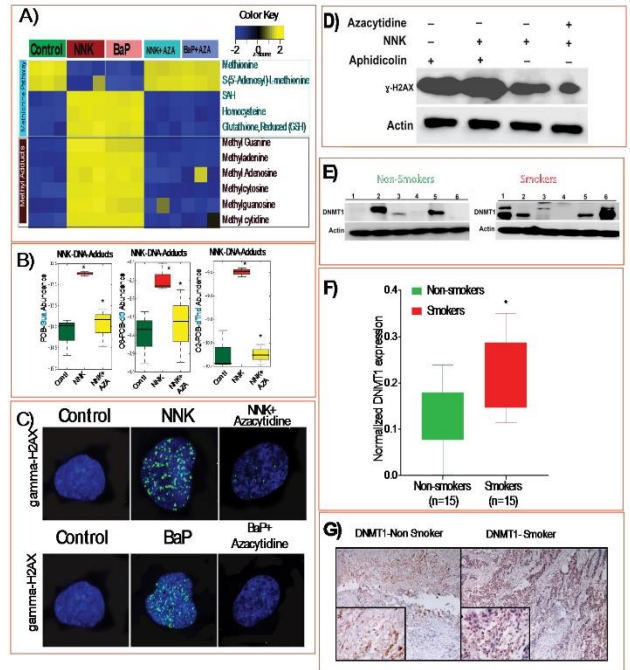 A)
Color Key
-2 0 2
Control NNK BaP NNK+AZA BaP+AZA
Methionine Pathway
Methionine
S-(5'-Adenosyl)-L-methionine
SAH
Homocysteine
Glutathione, Reduced (GSH)
Methyl Adducts
Methyl Guanine
Methyladenine
Methyl Adenosine
Methylcytosine
Methylguanosine
Methyl cytidine
B)
NNK-DNA-Adducts NNK-DNA-Adducts NNK-DNA-Adducts
* * * * * *
Abundance
Abundance
Abundance
Contl NNK NNK+ AZA
Contl NNK NNK+ AZA
Contl NNK NNK+ AZA
C)
Control NNK NNK+ Azacytidine
gamma-H2AX
Control BaP BaP+ Azacytidine
gamma-H2AX
D)
Azacytidine – – – +
NNK – + + +
Aphidicolin + + – –
γ-H2AX
Actin
E)
Non-Smokers Smokers
1 2 3 4 5 6
1 2 3 4 5 6
DNMT1
DNMT1
Actin
Actin
F)
Non-smokers
Smokers
*
Normalized DNMT1 expression
0.4
0.3
0.2
0.1
0.0
Non-smokers Smokers
(n=15) (n=15)
G)
DNMT1-Non Smoker DNMT1- Smoker